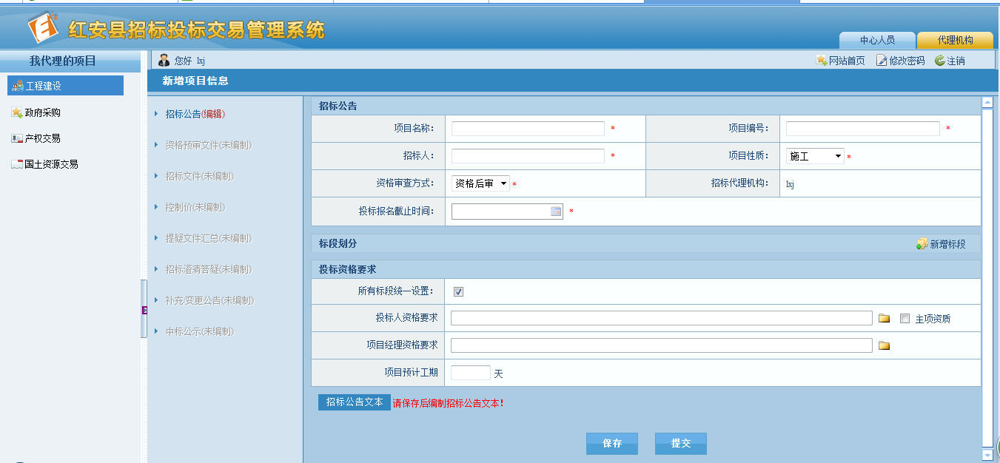 红安县招标投标交易管理系统
中心人员 代理机构
我代理的项目
您好 lxj
网站首页 修改密码 注销
工程建设
政府采购
产权交易
国土资源交易
新增项目信息
招标公告(编辑)
资格预审文件(未编制)
招标文件(未编制)
控制价(未编制)
提疑文件汇总(未编制)
招标澄清答疑(未编制)
补充/变更公告(未编制)
中标公示(未编制)
招标公告
项目名称： * 项目编号： *
招标人： * 项目性质： 施工 *
资格审查方式： 资格后审 * 招标代理机构： lxj
投标报名截止时间： *
标段划分 新增标段
投标资格要求
所有标段统一设置：
投标人资格要求 主项资质
项目经理资格要求
项目预计工期 天
招标公告文本 请保存后编制招标公告文本！
保存 提交